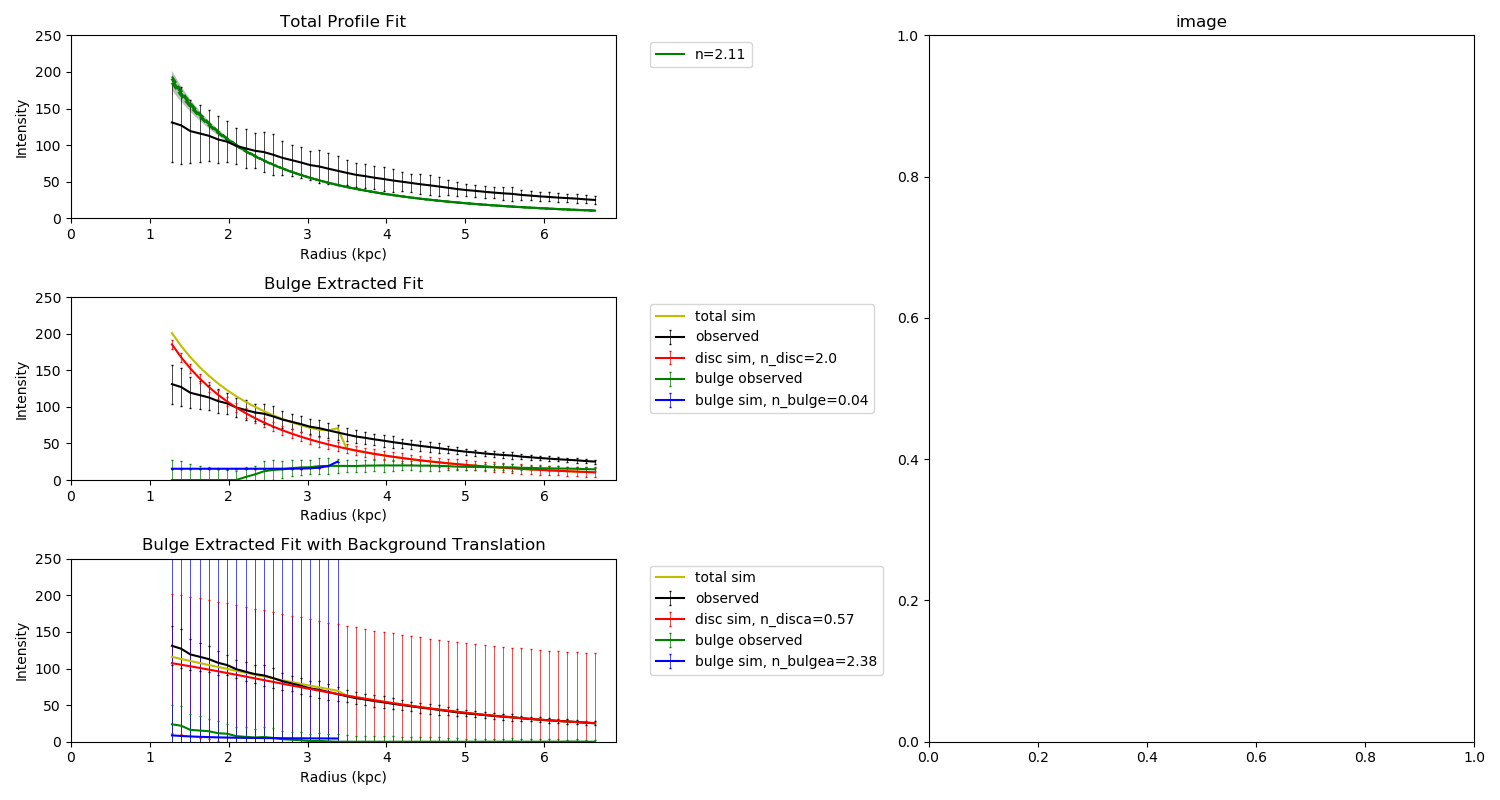 Total Profile Fit
250
200
150
100
50
0
Intensity
0 1 2 3 4 5 6
Radius (kpc)
n=2.11
Bulge Extracted Fit
250
200
150
100
50
0
Intensity
0 1 2 3 4 5 6
Radius (kpc)
total sim
observed
disc sim, n_disc=2.0
bulge observed
bulge sim, n_bulge=0.04
Bulge Extracted Fit with Background Translation
250
200
150
100
50
0
Intensity
0 1 2 3 4 5 6
Radius (kpc)
total sim
observed
disc sim, n_disca=0.57
bulge observed
bulge sim, n_bulgea=2.38
image
1.0
0.8
0.6
0.4
0.2
0.0
0.0 0.2 0.4 0.6 0.8 1.0